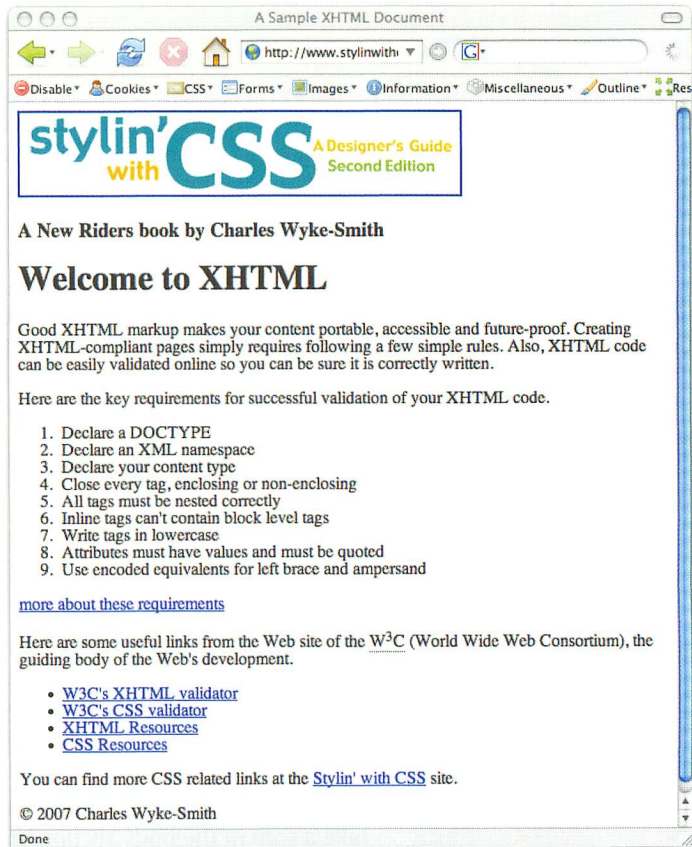 A Sample XHTML Document
http://www.stylinwith
G
Disable Cookies CSS Forms Images Information Miscellaneous Outline Res
stylin' with CSS A Designer's Guide Second Edition
A New Riders book by Charles Wyke-Smith
Welcome to XHTML
Good XHTML markup makes your content portable, accessible and future-proof. Creating
XHTML-compliant pages simply requires following a few simple rules. Also, XHTML code
can be easily validated online so you can be sure it is correctly written.
Here are the key requirements for successful validation of your XHTML code.
1. Declare a DOCTYPE
2. Declare an XML namespace
3. Declare your content type
4. Close every tag, enclosing or non-enclosing
5. All tags must be nested correctly
6. Inline tags can't contain block level tags
7. Write tags in lowercase
8. Attributes must have values and must be quoted
9. Use encoded equivalents for left brace and ampersand
more about these requirements
Here are some useful links from the Web site of the W³C (World Wide Web Consortium), the
guiding body of the Web's development.
• W3C's XHTML validator
• W3C's CSS validator
• XHTML Resources
• CSS Resources
You can find more CSS related links at the Stylin' with CSS site.
© 2007 Charles Wyke-Smith
Done